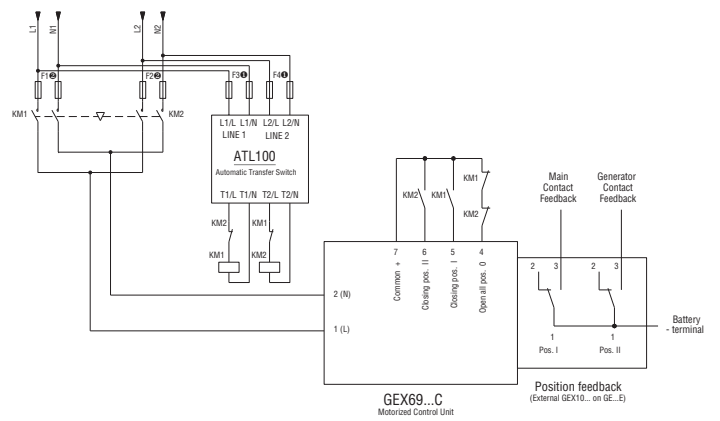 L1
N1
L2
N2
F1❷
F2❷
F3❶
F4❶
KM1
KM2
L1/L L1/N L2/L L2/N
LINE 1 LINE 2
ATL100
Automatic Transfer Switch
T1/L T1/N T2/L T2/N
KM2
KM1
KM1
KM2
KM2
KM1
KM1
KM2
Main
Contact
Feedback
Generator
Contact
Feedback
7 6 5 4
Common +
Closing pos. II
Closing pos. I
Open all pos. 0
2 3
2 3
2 (N)
1 (L)
Battery
- terminal
1
Pos. I
1
Pos. II
GEX69...C
Motorized Control Unit
Position feedback
(External GEX10... on GE...E)